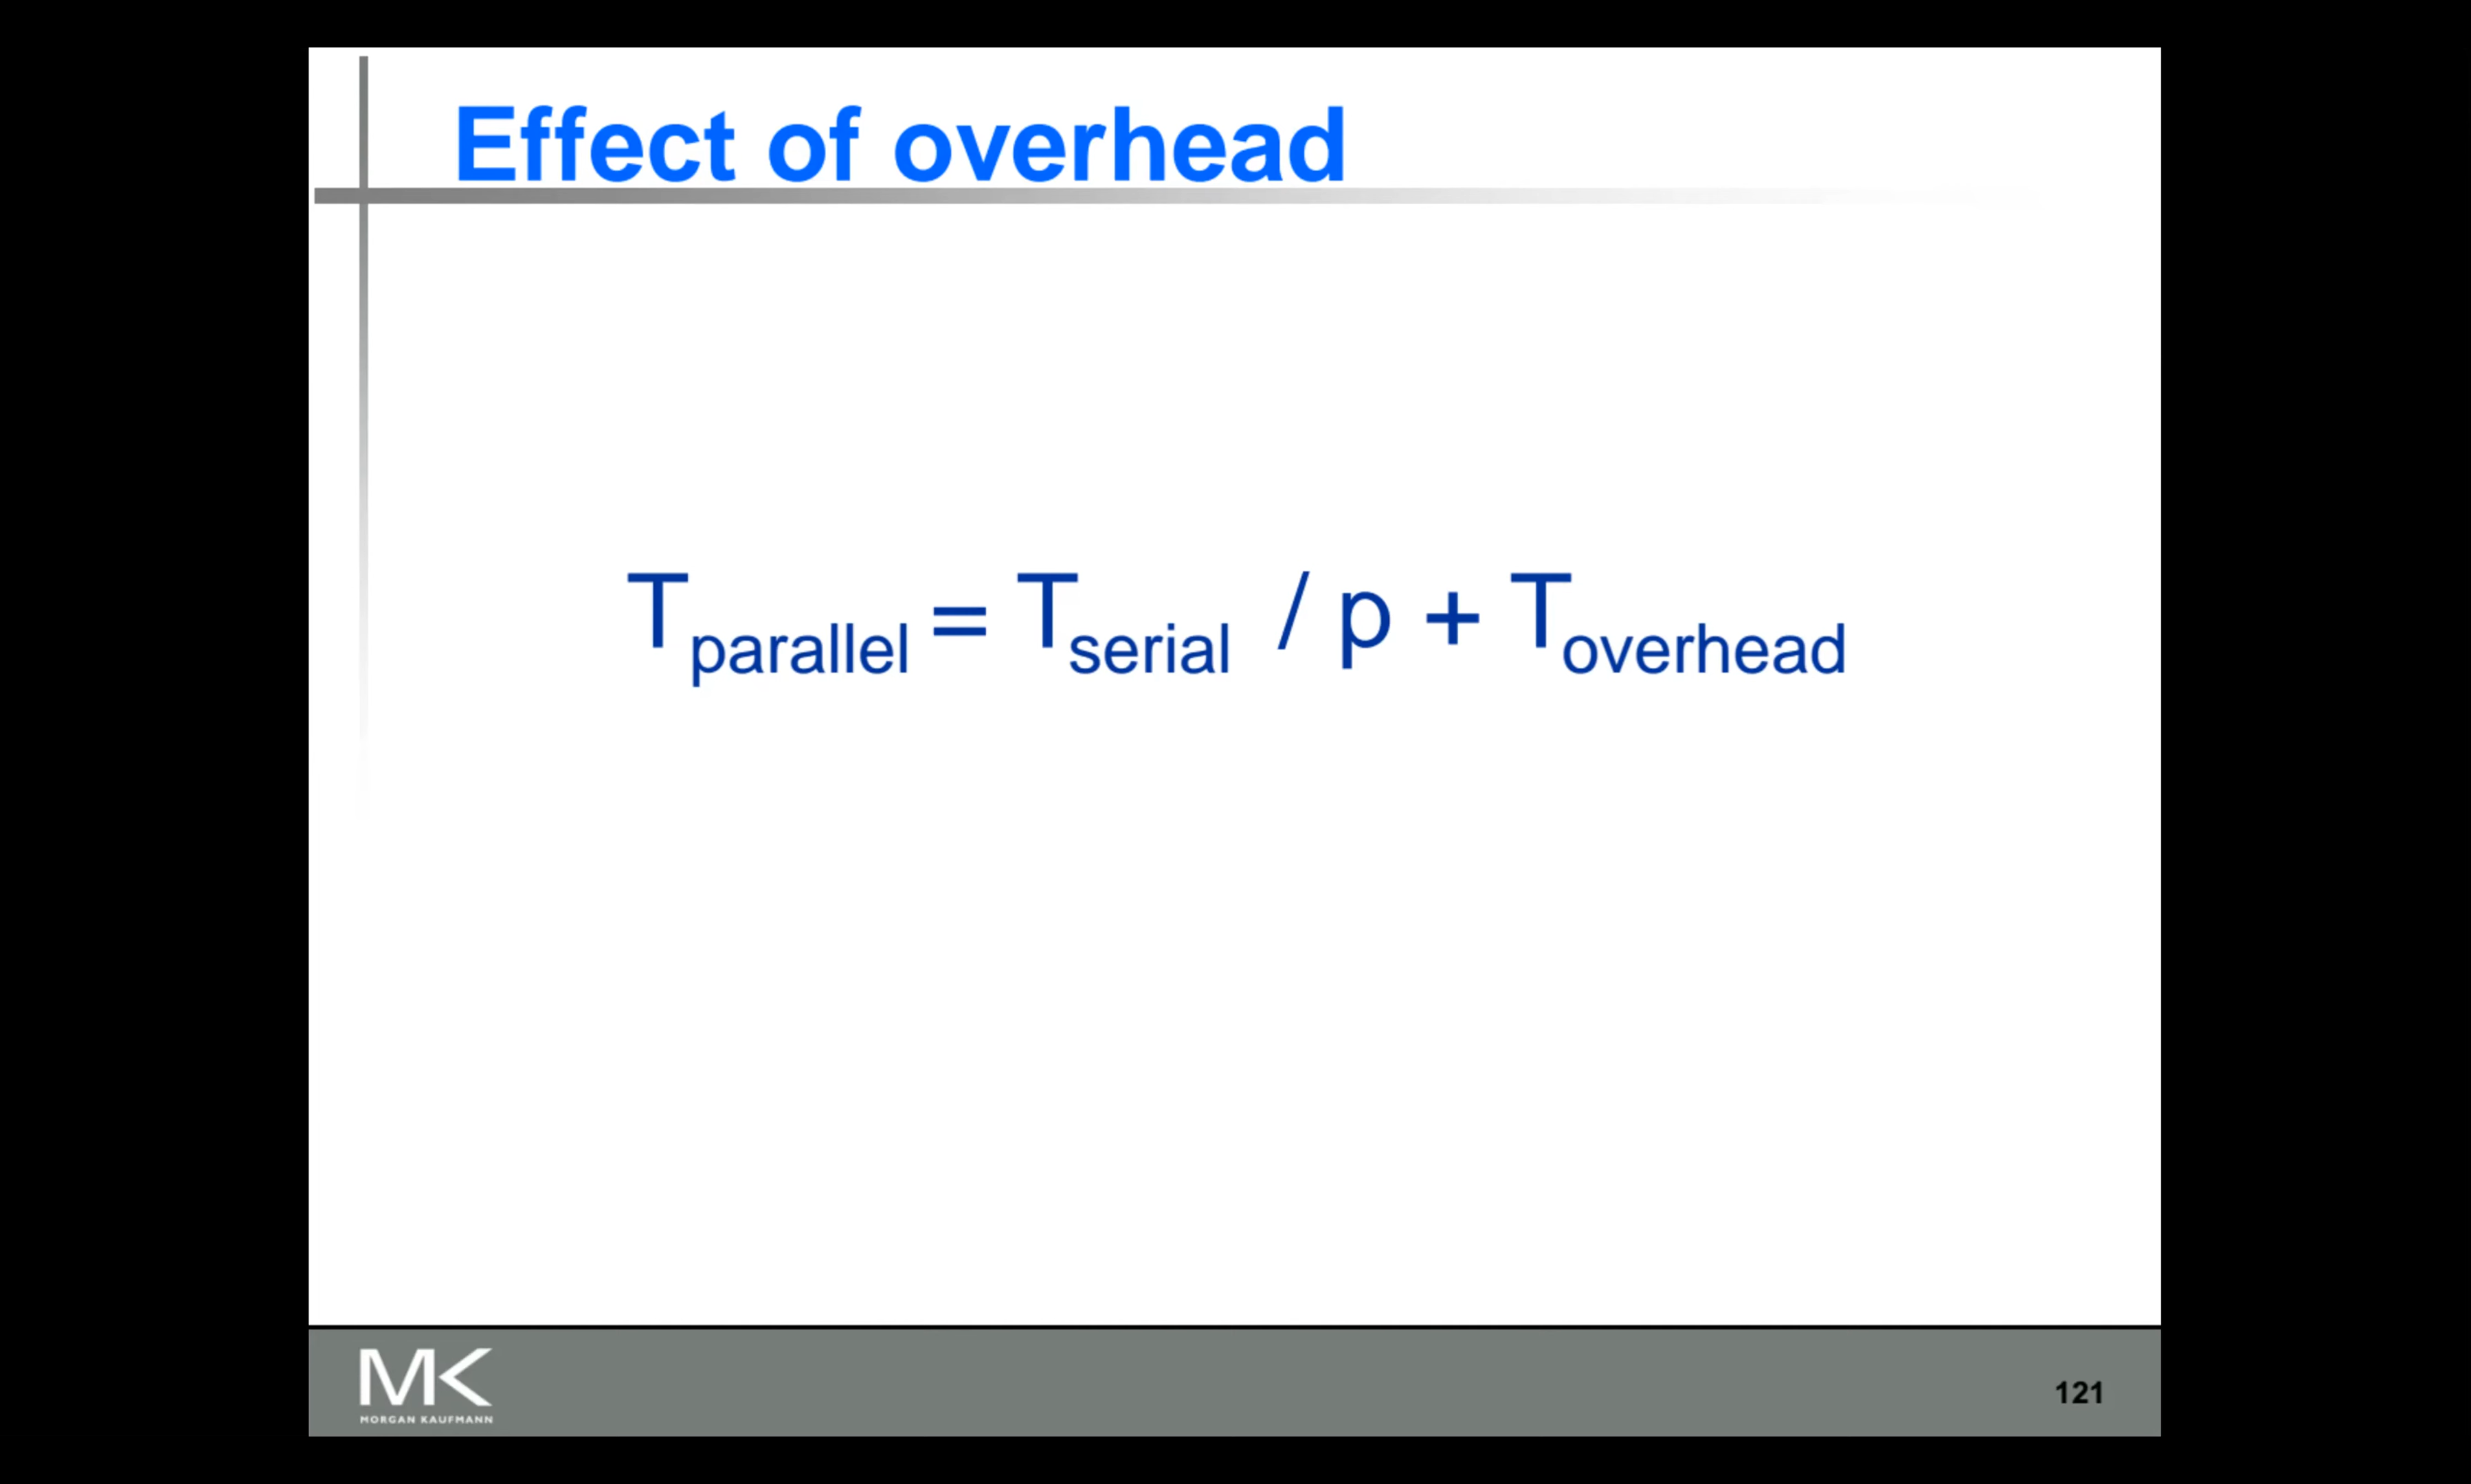 Effect of overhead
Tparallel = Tserial / p + Toverhead
MK
MORGAN KAUFMANN
121